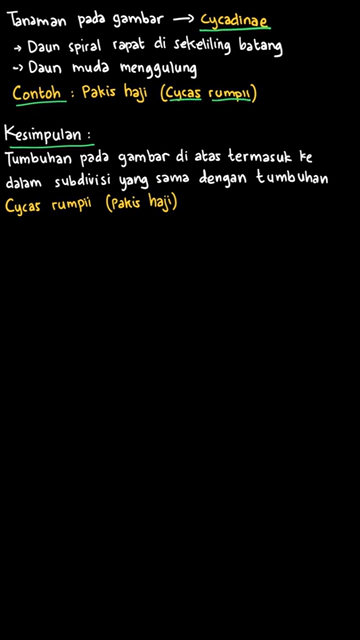 Tanaman pada gambar → Cycadinae
→ Daun spiral rapat di sekeliling batang
→ Daun muda menggulung
Contoh : Pakis haji (Cycas rumpii)
Kesimpulan :
Tumbuhan pada gambar di atas termasuk ke
dalam subdivisi yang sama dengan tumbuhan
Cycas rumpii (Pakis haji)